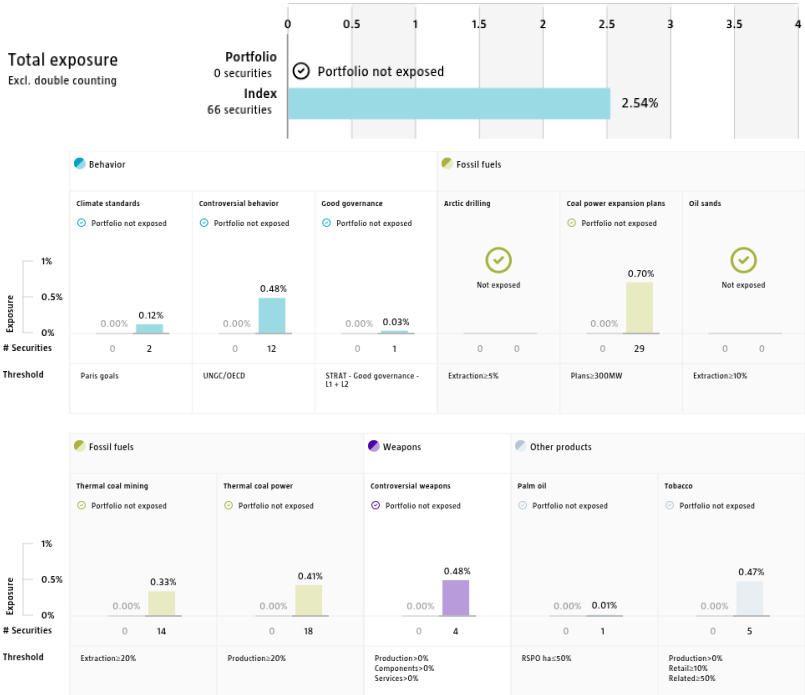 0 0.5 1 1.5 2 2.5 3 3.5 4
Total exposure
Excl. double counting
Portfolio
0 securities
Portfolio not exposed
Index
66 securities
2.54%
Behavior
Fossil fuels
Climate standards Controversial behavior Good governance Arctic drilling Coal power expansion plans Oil sands
Portfolio not exposed Portfolio not exposed Portfolio not exposed Portfolio not exposed
Not exposed Not exposed
Exposure
1%
0.5%
0%
0.00% 0.12% 0.00% 0.48% 0.00% 0.03% 0.00% 0.70%
# Securities 0 2 0 12 0 1 0 0 0 29 0 0
Threshold Paris goals UNGC/OECD STRAT - Good governance - Extraction≥5% Plans≥300MW Extraction≥10%
L1 + L2
Fossil fuels
Weapons
Other products
Thermal coal mining Thermal coal power Controversial weapons Palm oil Tobacco
Portfolio not exposed Portfolio not exposed Portfolio not exposed Portfolio not exposed Portfolio not exposed
Exposure
1%
0.5%
0%
0.00% 0.33% 0.00% 0.41% 0.00% 0.48% 0.00% 0.01% 0.00% 0.47%
# Securities 0 14 0 18 0 4 0 1 0 5
Threshold Extraction≥20% Production≥20% Production>0% RSPO ha≤50% Production>0%
Components>0% Retail≥10%
Services>0% Related≥50%